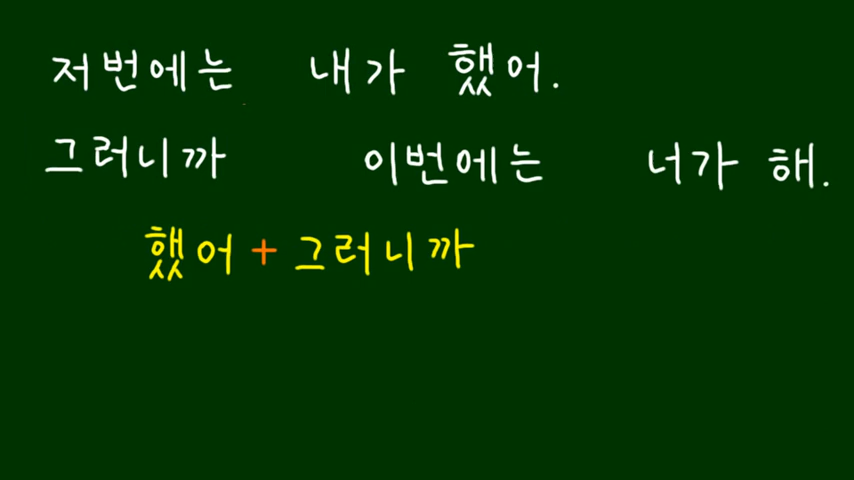 저번에는 내가 했어.
그러니까 이번에는 너가 해.
했어 + 그러니까